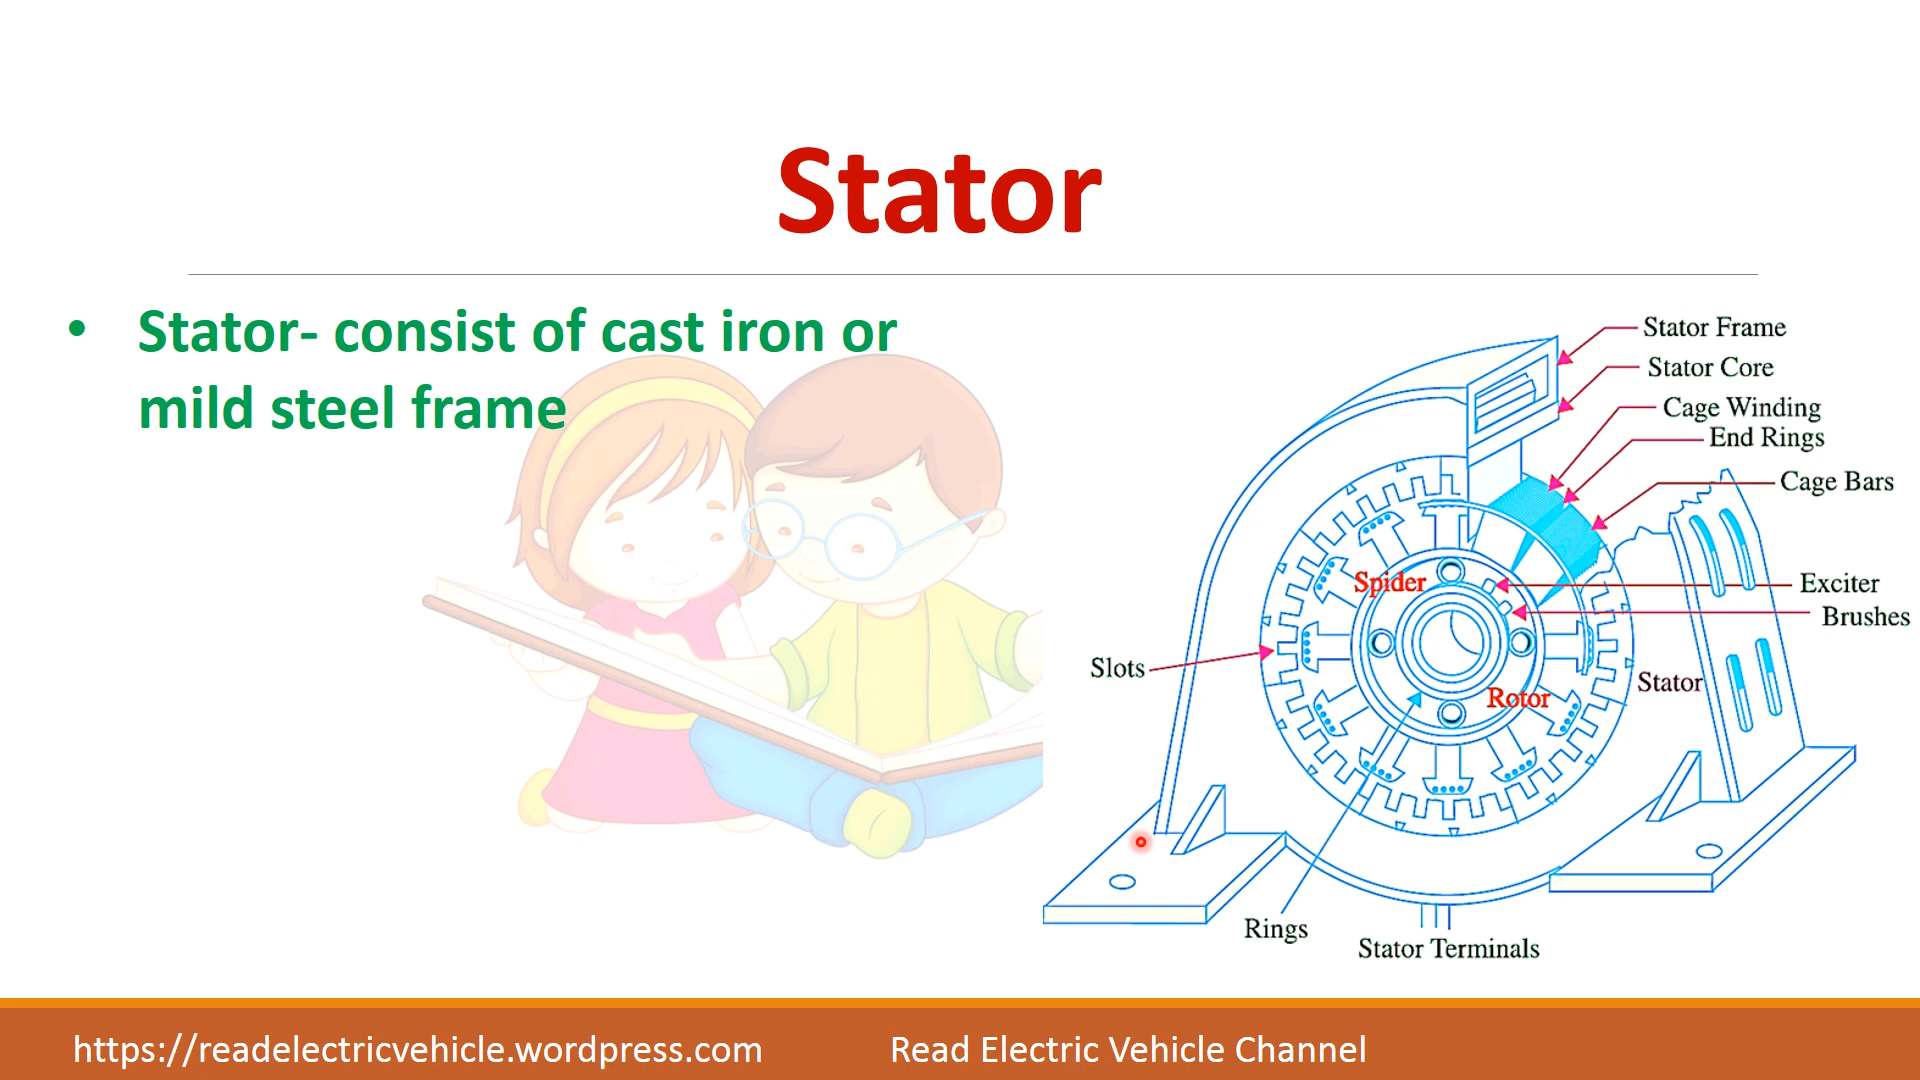 Stator
• Stator- consist of cast iron or
mild steel frame
Stator Frame
Stator Core
Cage Winding
End Rings
Cage Bars
Spider
Exciter
Brushes
Slots
Stator
Rotor
Rings
Stator Terminals
https://readelectricvehicle.wordpress.com
Read Electric Vehicle Channel